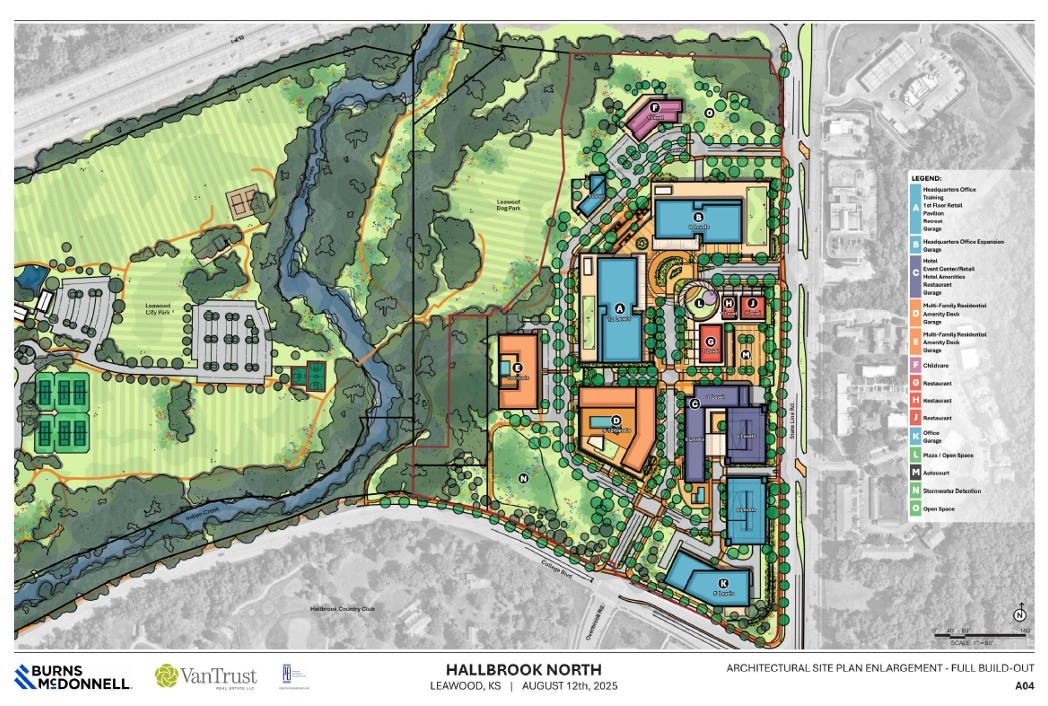 I-435
Leawood
Dog Park
Leawood
City Park
Indian Creek
Hallbrook Country Club
College Blvd.
Overbrook Rd.
State Line Rd.
F
O
B
A
12 Levels
L
H
J
G
M
E
C
D
N
K
5 Levels
LEGEND:
A
Headquarters Office
Training
1st Floor Retail
Pavilion
Retreat
Garage
B
Headquarters Office Expansion
Garage
C
Hotel
Event Center/Retail
Hotel Amenities
Restaurant
Garage
D
Multi-Family Residential
Amenity Deck
Garage
E
Multi-Family Residential
Amenity Deck
Garage
F Childcare
G Restaurant
H Restaurant
J Restaurant
K
Office
Garage
L Plaza / Open Space
M Autocourt
N Stormwater Detention
O Open Space
N
SCALE: 1"=80'
BURNS
McDONNELL
VanTrust
REAL ESTATE LLC
HALLBROOK NORTH
LEAWOOD, KS | AUGUST 12th, 2025
ARCHITECTURAL SITE PLAN ENLARGEMENT - FULL BUILD-OUT
A04